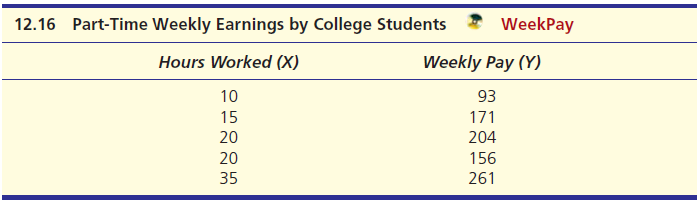 12.16 Part-Time Weekly Earnings by College Students WeekPay
Hours Worked (X) Weekly Pay (Y)
10 93
15 171
20 204
20 156
35 261